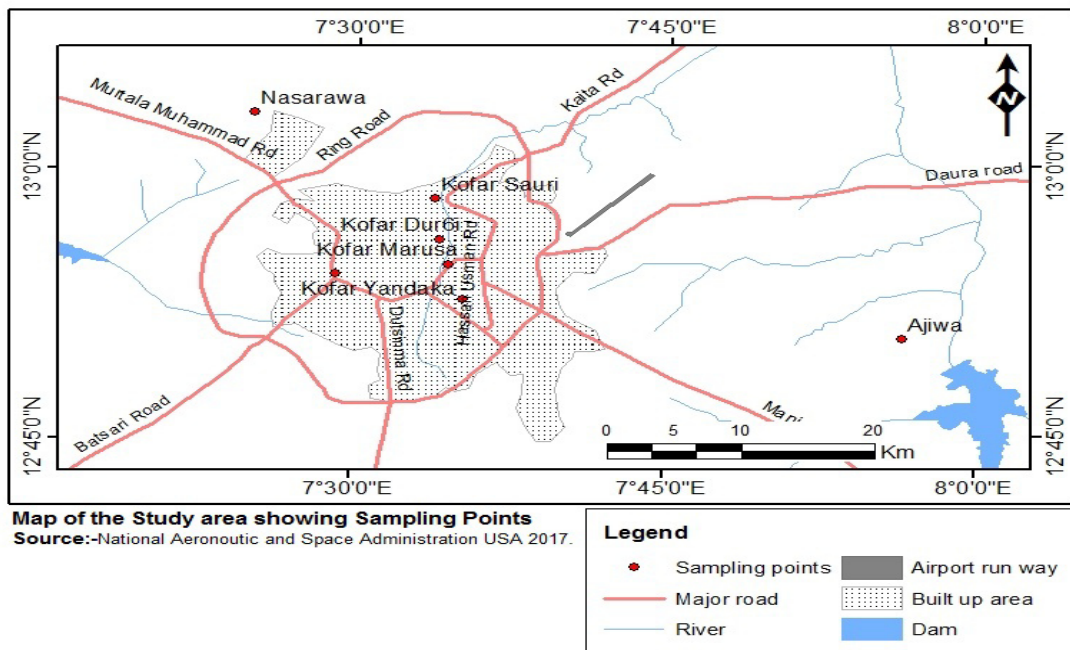 7°30'0"E 7°45'0"E 8°0'0"E
Murtala Muhammad Rd
Nasarawa
Ring Road
Kaita Rd
N
13°0'0"N
13°0'0"N
Daura road
Kofar Sauri
Kofar Durбi
Kofar Marusa
Hassan Usman Rd
Kofar Yandaka
Dutsinma Rd
Ajiwa
Batsari Road
Mani
12°45'0"N
12°45'0"N
0 5 10 20
Km
7°30'0"E 7°45'0"E 8°0'0"E
Map of the Study area showing Sampling Points
Source:-National Aeronoutic and Space Administration USA 2017.
Legend
Sampling points
Airport run way
Major road
Built up area
River
Dam